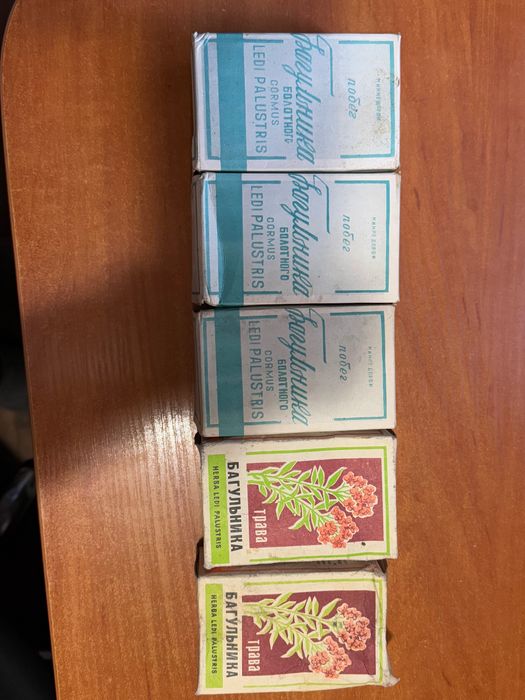 побег
Багульника
БОЛОТНОГО
CORMUS
LEDI PALUSTRIS
побег
Багульника
БОЛОТНОГО
CORMUS
LEDI PALUSTRIS
побег
Багульника
БОЛОТНОГО
CORMUS
LEDI PALUSTRIS
трава
БАГУЛЬНИКА
HERBA LEDI PALUSTRIS
трава
БАГУЛЬНИКА
HERBA LEDI PALUSTRIS